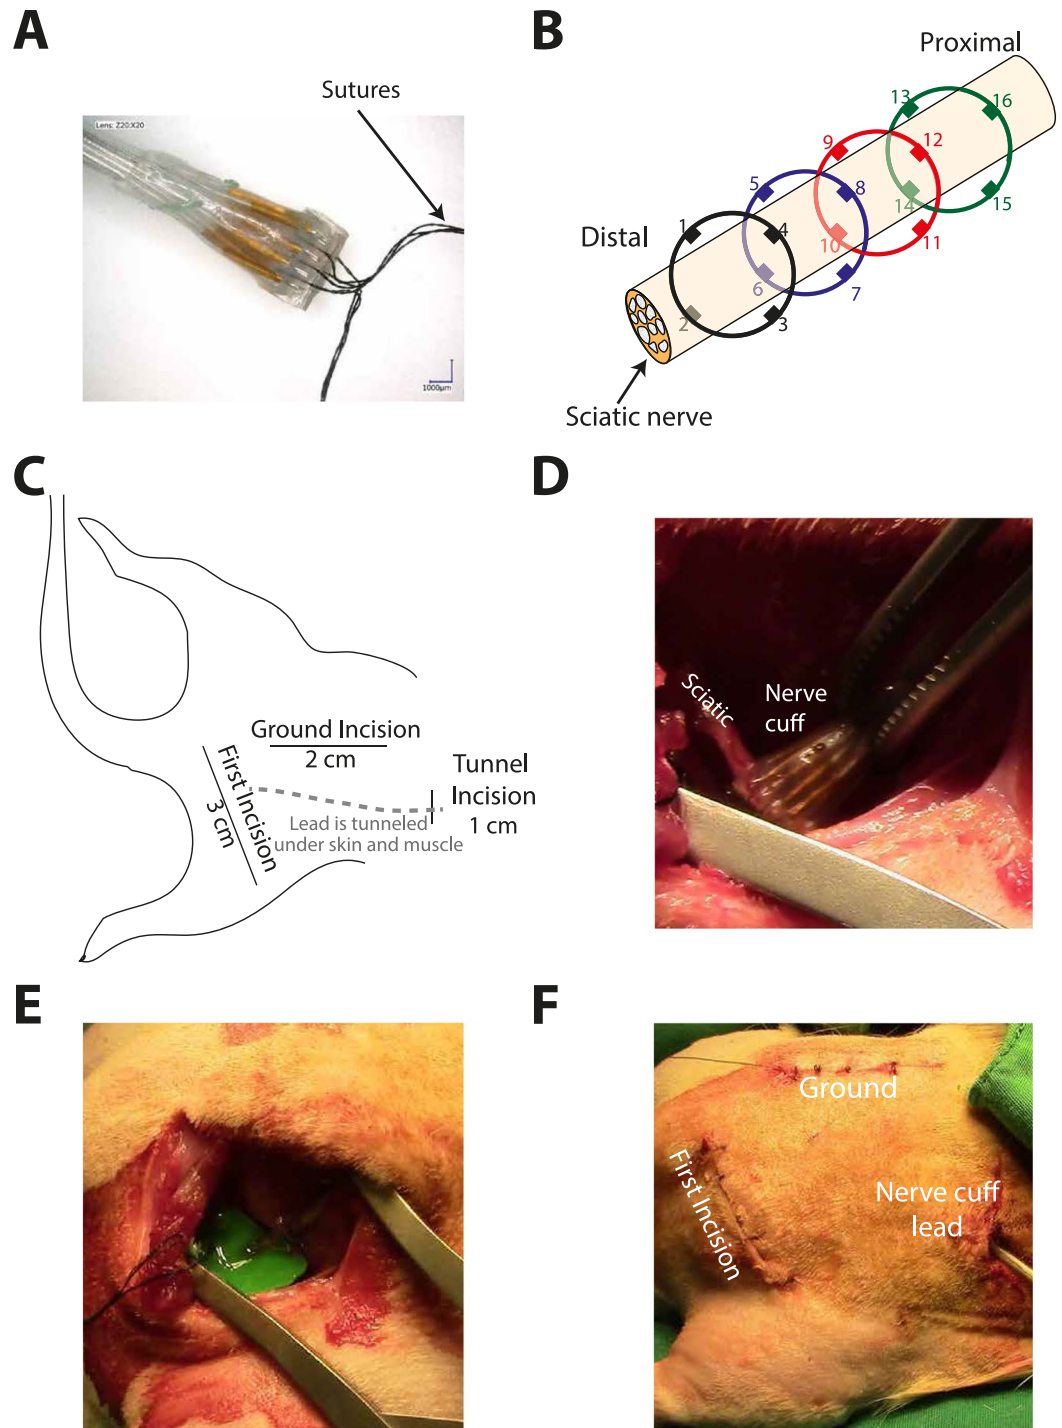 A
Sutures
Lens: Z20:X20
1000µm
B
Proximal
13
16
9
12
5
8
14
15
1
4
10
11
Distal
6
7
2
3
Sciatic nerve
C
Ground Incision
2 cm
First Incision
3 cm
Tunnel
Incision
1 cm
Lead is tunneled
under skin and muscle
D
Sciatic
Nerve
cuff
E
F
Ground
First Incision
Nerve cuff
lead